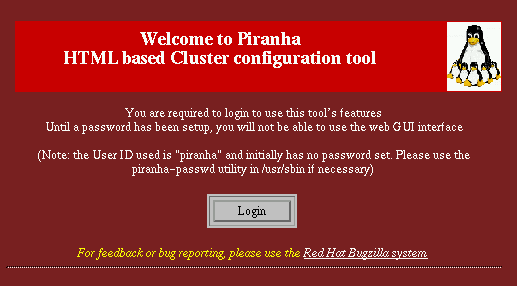 Welcome to Piranha
HTML based Cluster configuration tool
You are required to login to use this tool's features
Until a password has been setup, you will not be able to use the web GUI interface
(Note: the User ID used is "piranha" and initially has no password set. Please use the
piranha-passwd utility in /usr/sbin if necessary)
Login
For feedback or bug reporting, please use the Red Hat Bugzilla system